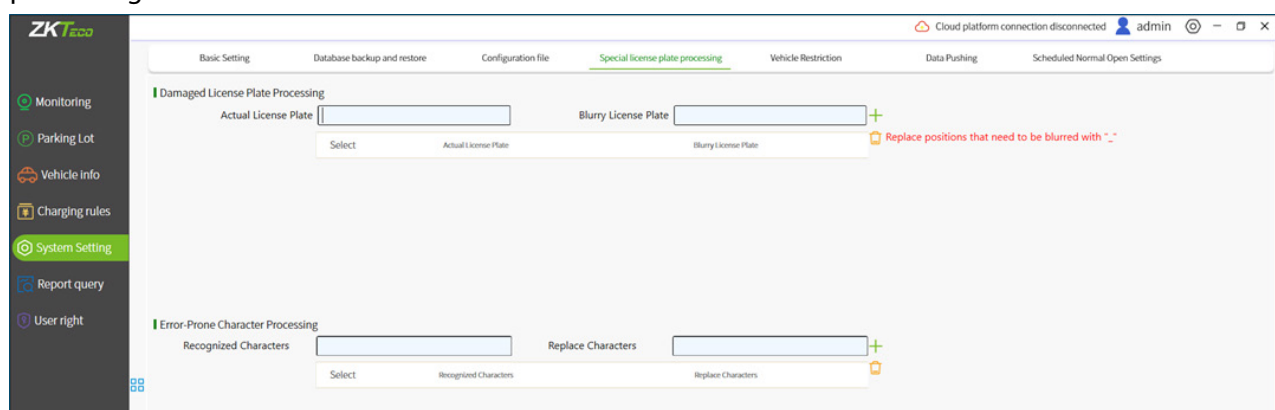 ZKTeco
Cloud platform connection disconnected admin
Basic Setting Database backup and restore Configuration file Special license plate processing Vehicle Restriction Data Pushing Scheduled Normal Open Settings
Monitoring
Parking Lot
Vehicle info
Charging rules
System Setting
Report query
User right
Damaged License Plate Processing
Actual License Plate Blurry License Plate
Select Actual License Plate Blurry License Plate
Replace positions that need to be blurred with "_"
Error-Prone Character Processing
Recognized Characters Replace Characters
Select Recognized Characters Replace Characters